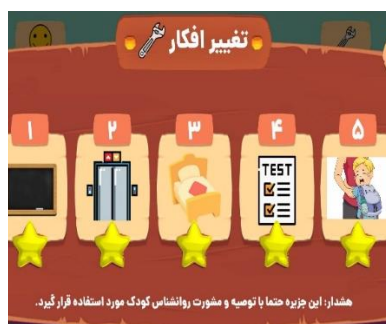 تغییر افکار
۱ ۲ ۳ ۴ ۵
TEST
هشدار: این جزیره حتما با توصیه و مشورت روانشناس کودک مورد استفاده قرار گیرد.